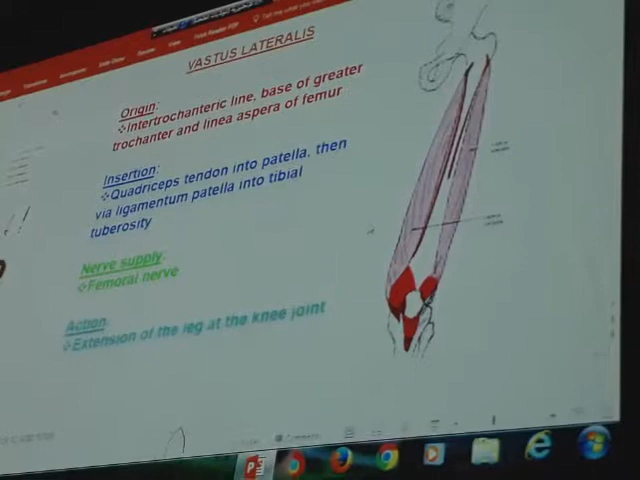 View
VASTUS LATERALIS
Origin:
❖Intertrochanteric line, base of greater
trochanter and linea aspera of femur
Insertion:
❖Quadriceps tendon into patella, then
via ligamentum patella into tibial
tuberosity
Nerve supply:
❖Femoral nerve
Action:
❖Extension of the leg at the knee joint